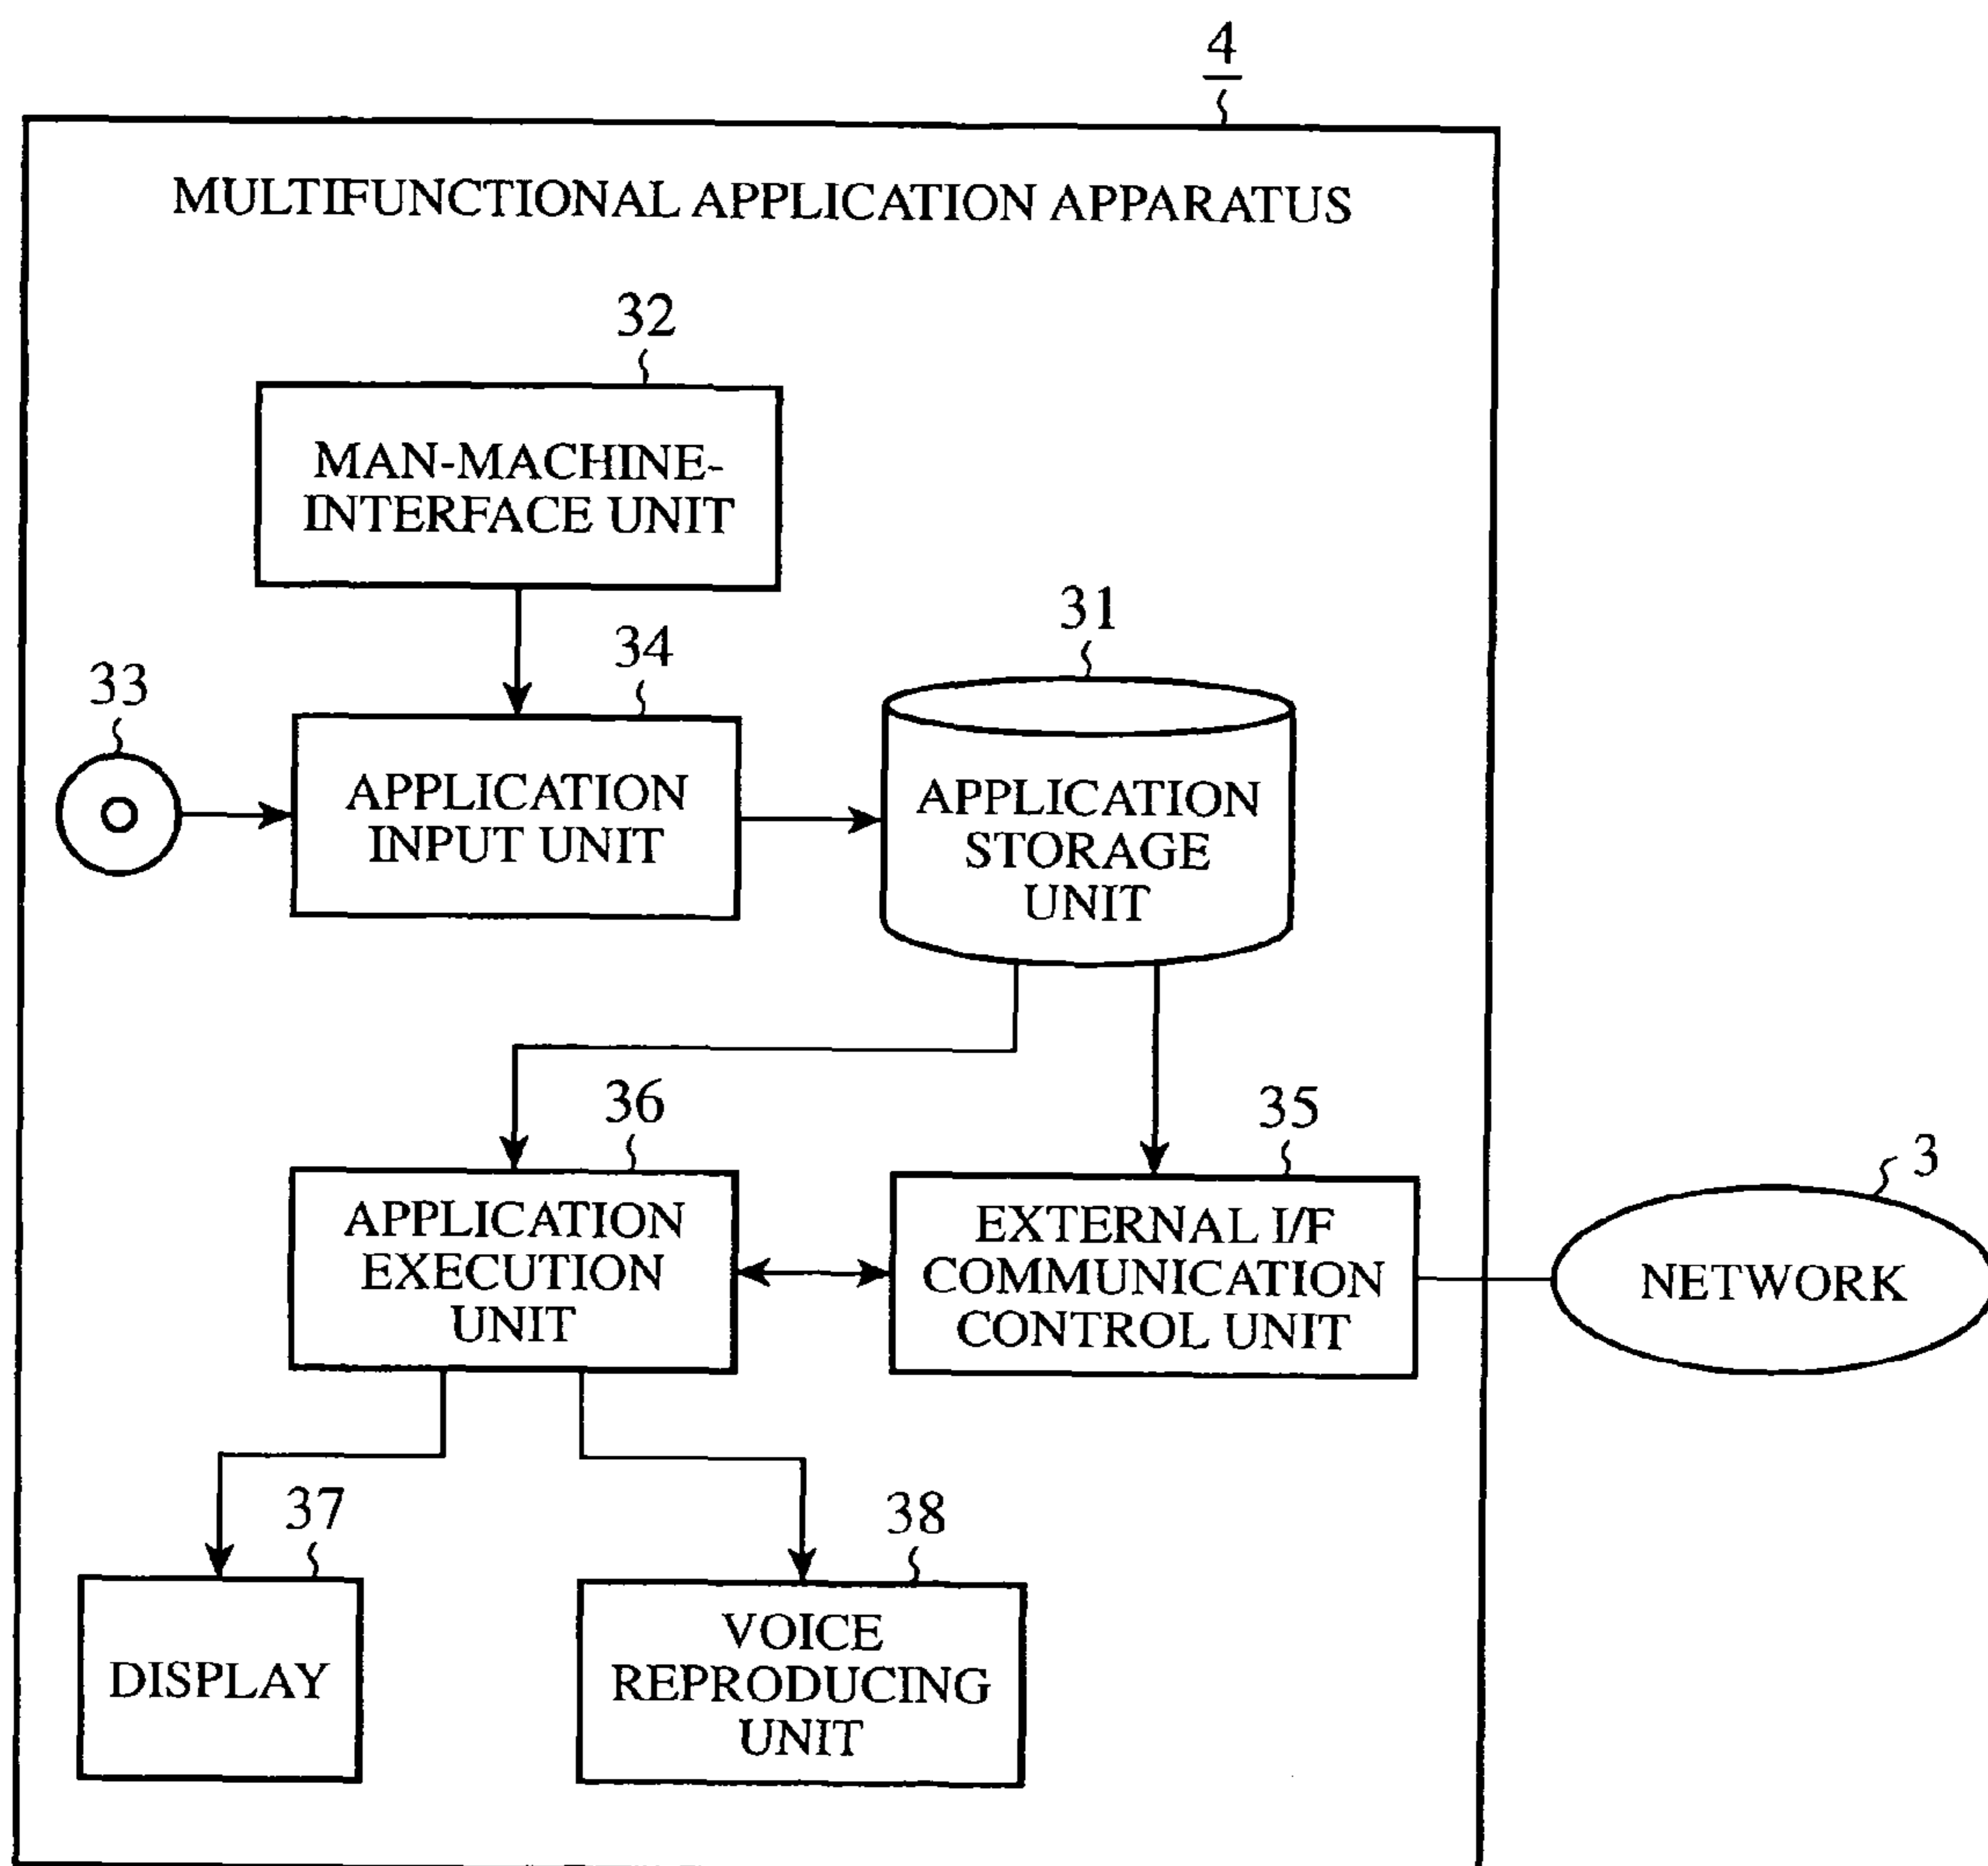 4
MULTIFUNCTIONAL APPLICATION APPARATUS
32
MAN-MACHINE-
INTERFACE UNIT
33
34
APPLICATION
INPUT UNIT
31
APPLICATION
STORAGE
UNIT
36
APPLICATION
EXECUTION
UNIT
35
EXTERNAL I/F
COMMUNICATION
CONTROL UNIT
3
NETWORK
37
DISPLAY
38
VOICE
REPRODUCING
UNIT